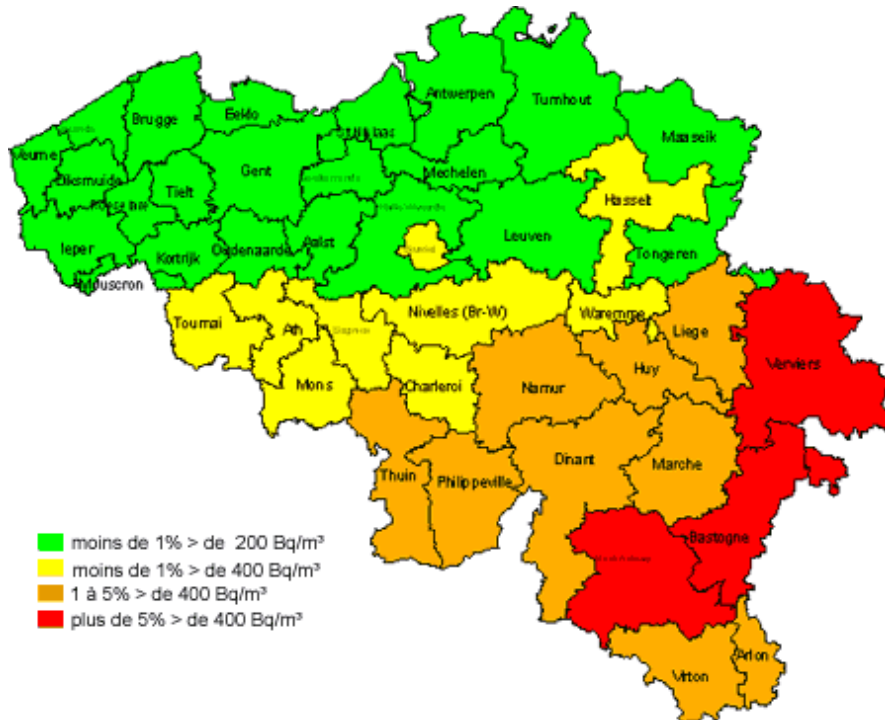 Antwerpen
Turnhout
Eeklo
Brugge
Maaseik
Veurne
Gent
Mechelen
Diksmuide
Tielt
Hasselt
Ieper
Kortrijk
Oudenaarde
Aalst
Leuven
Tongeren
Mouscron
Tournai
Ath
Nivelles (Br-W)
Waremme
Liege
Verviers
Mons
Charleroi
Namur
Huy
Thuin
Philippeville
Dinant
Marche
Bastogne
Virton
Arlon
moins de 1% > de 200 Bq/m³
moins de 1% > de 400 Bq/m³
1 à 5% > de 400 Bq/m³
plus de 5% > de 400 Bq/m³